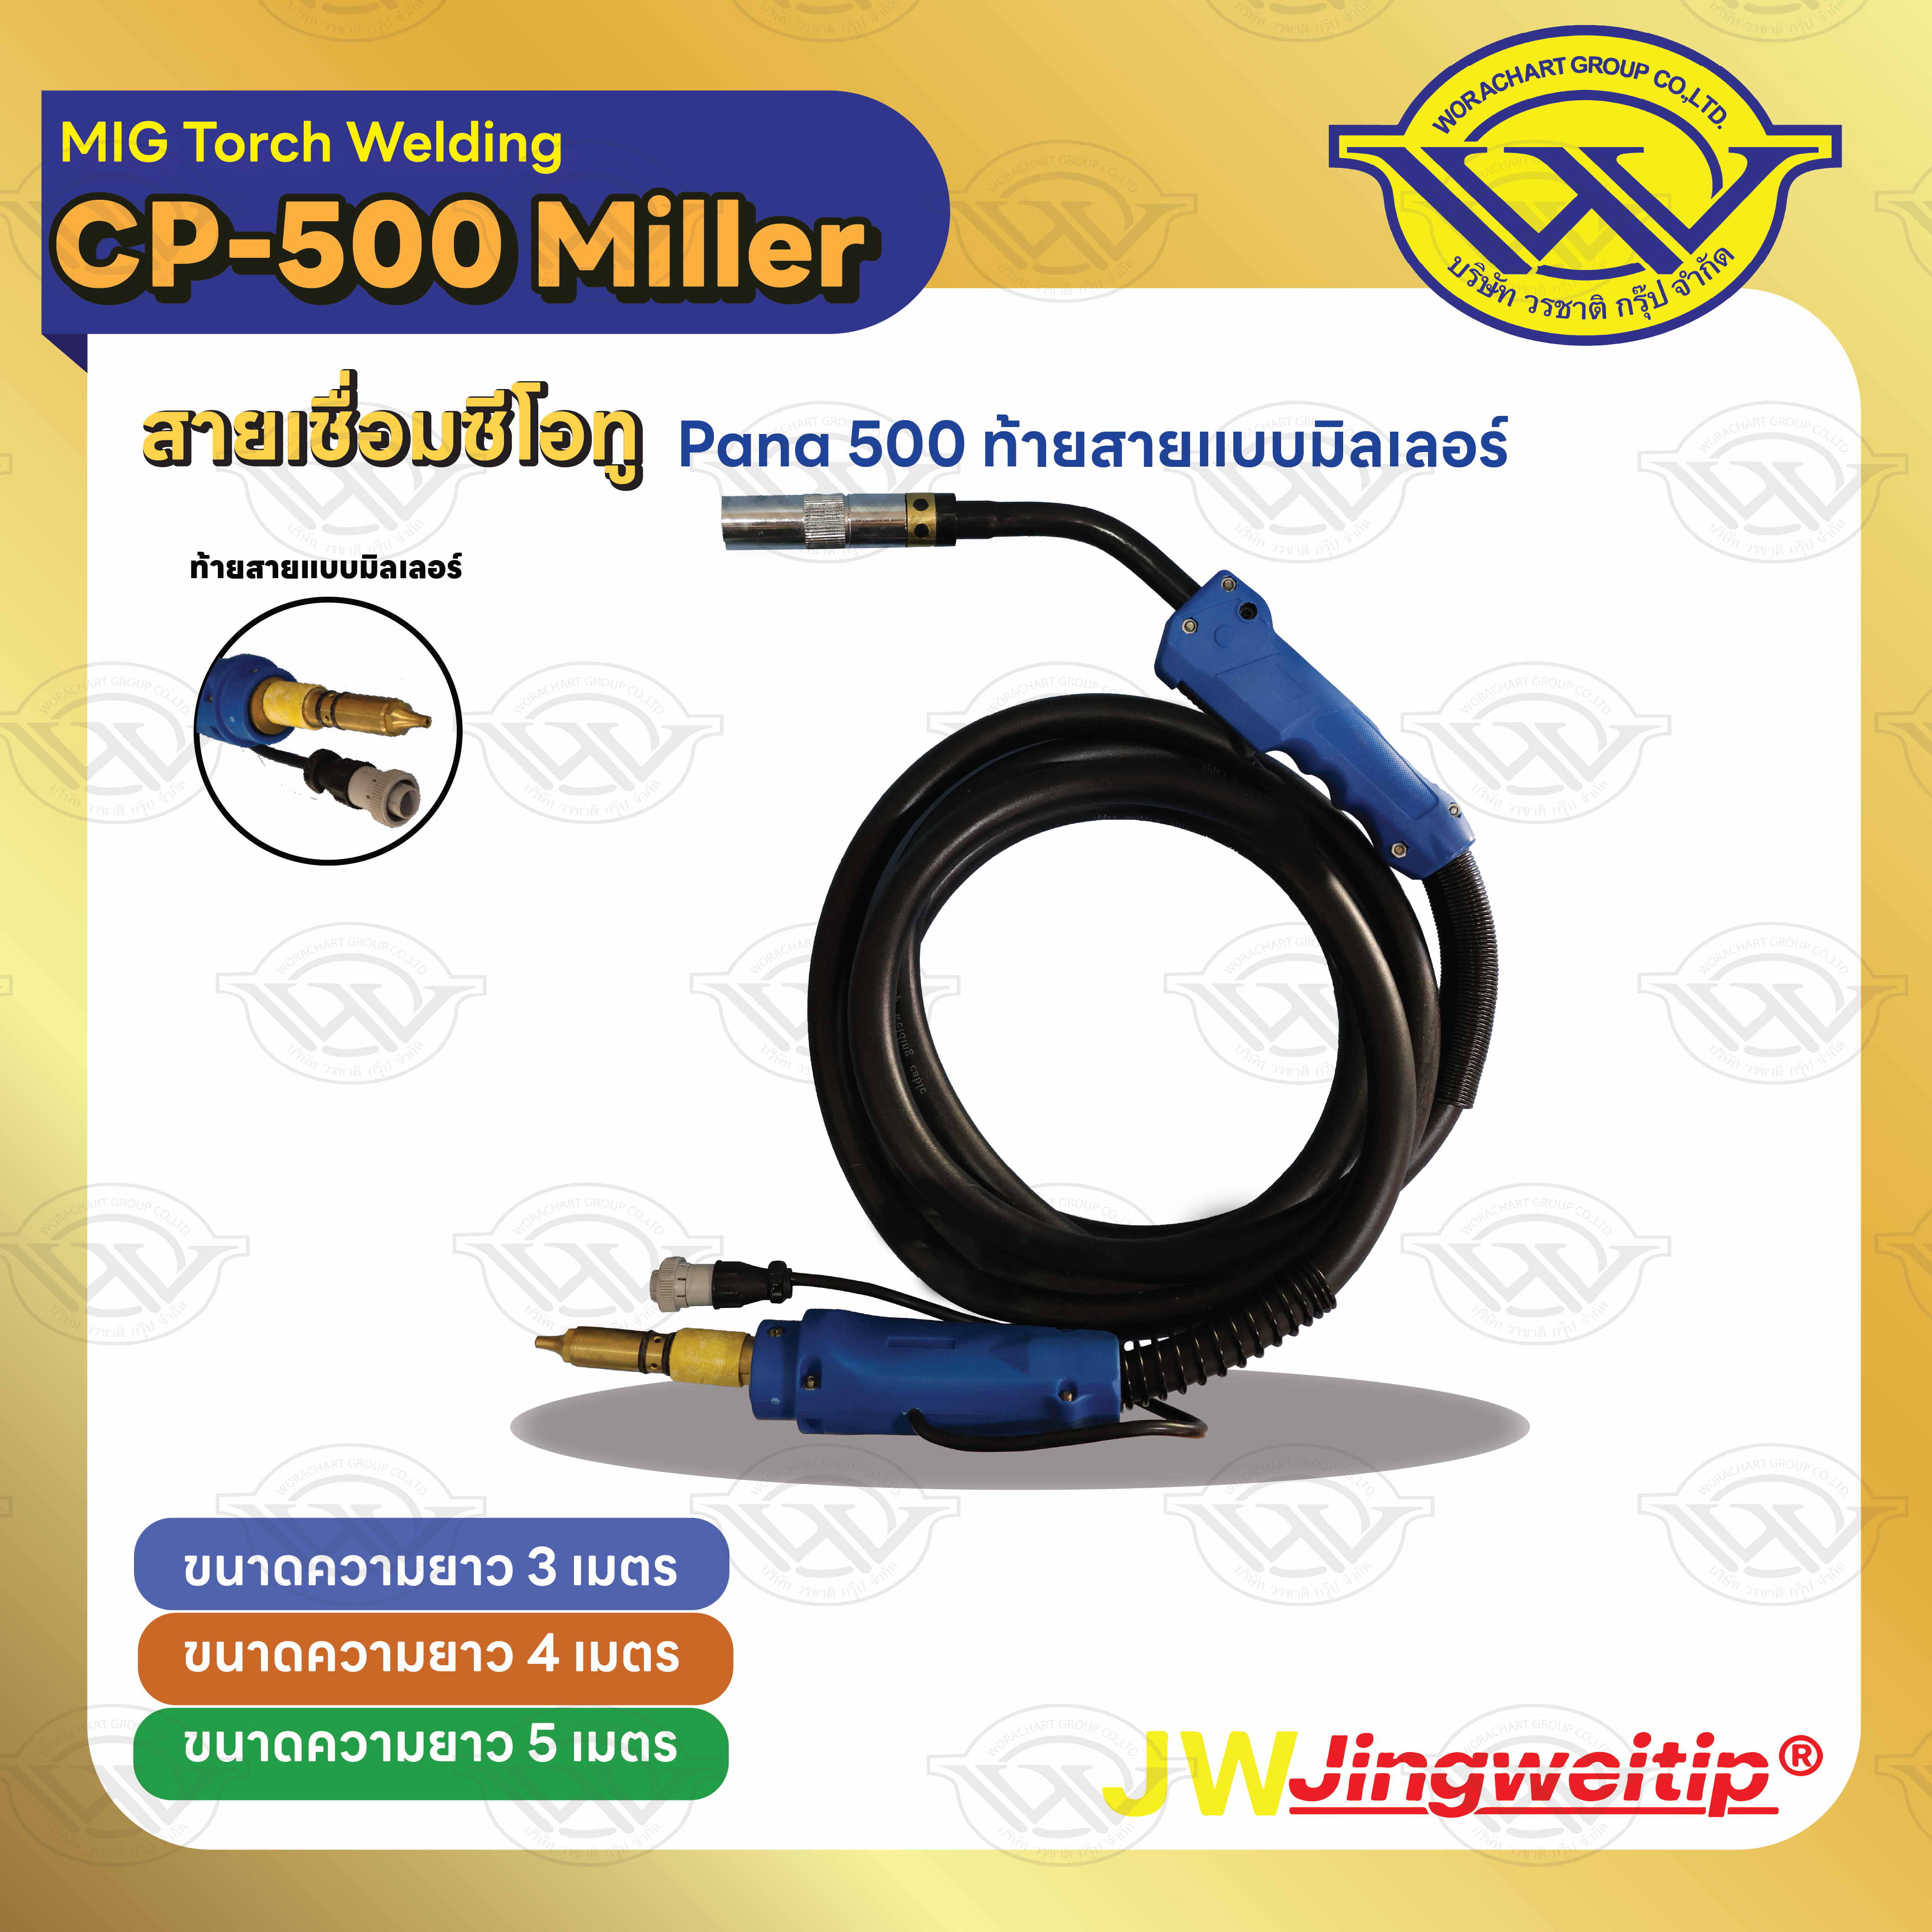 WORACHART GROUP CO.,LTD.
W
บริษัท วรชาติ กรุ๊ป จำกัด
MIG Torch Welding
CP-500 Miller
สายเชื่อมซีโอทู Pana 500 ท้ายสายแบบมิลเลอร์
ท้ายสายแบบมิลเลอร์
ขนาดความยาว 3 เมตร
ขนาดความยาว 4 เมตร
ขนาดความยาว 5 เมตร
JW Jingweitip®